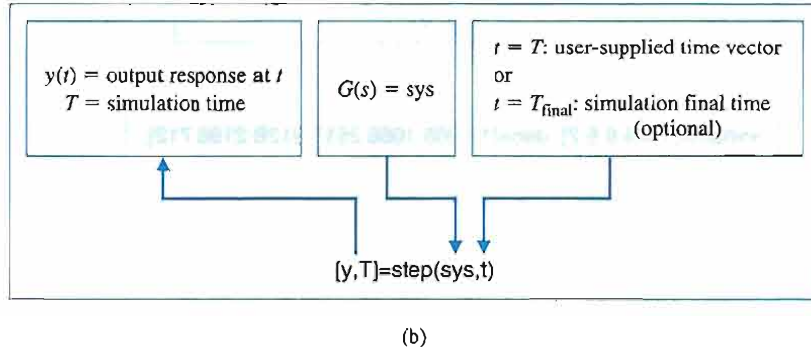 y(t) = output response at t
T = simulation time
G(s) = sys
t = T: user-supplied time vector
or
t = T_final: simulation final time
(optional)
[y,T]=step(sys,t)
(b)